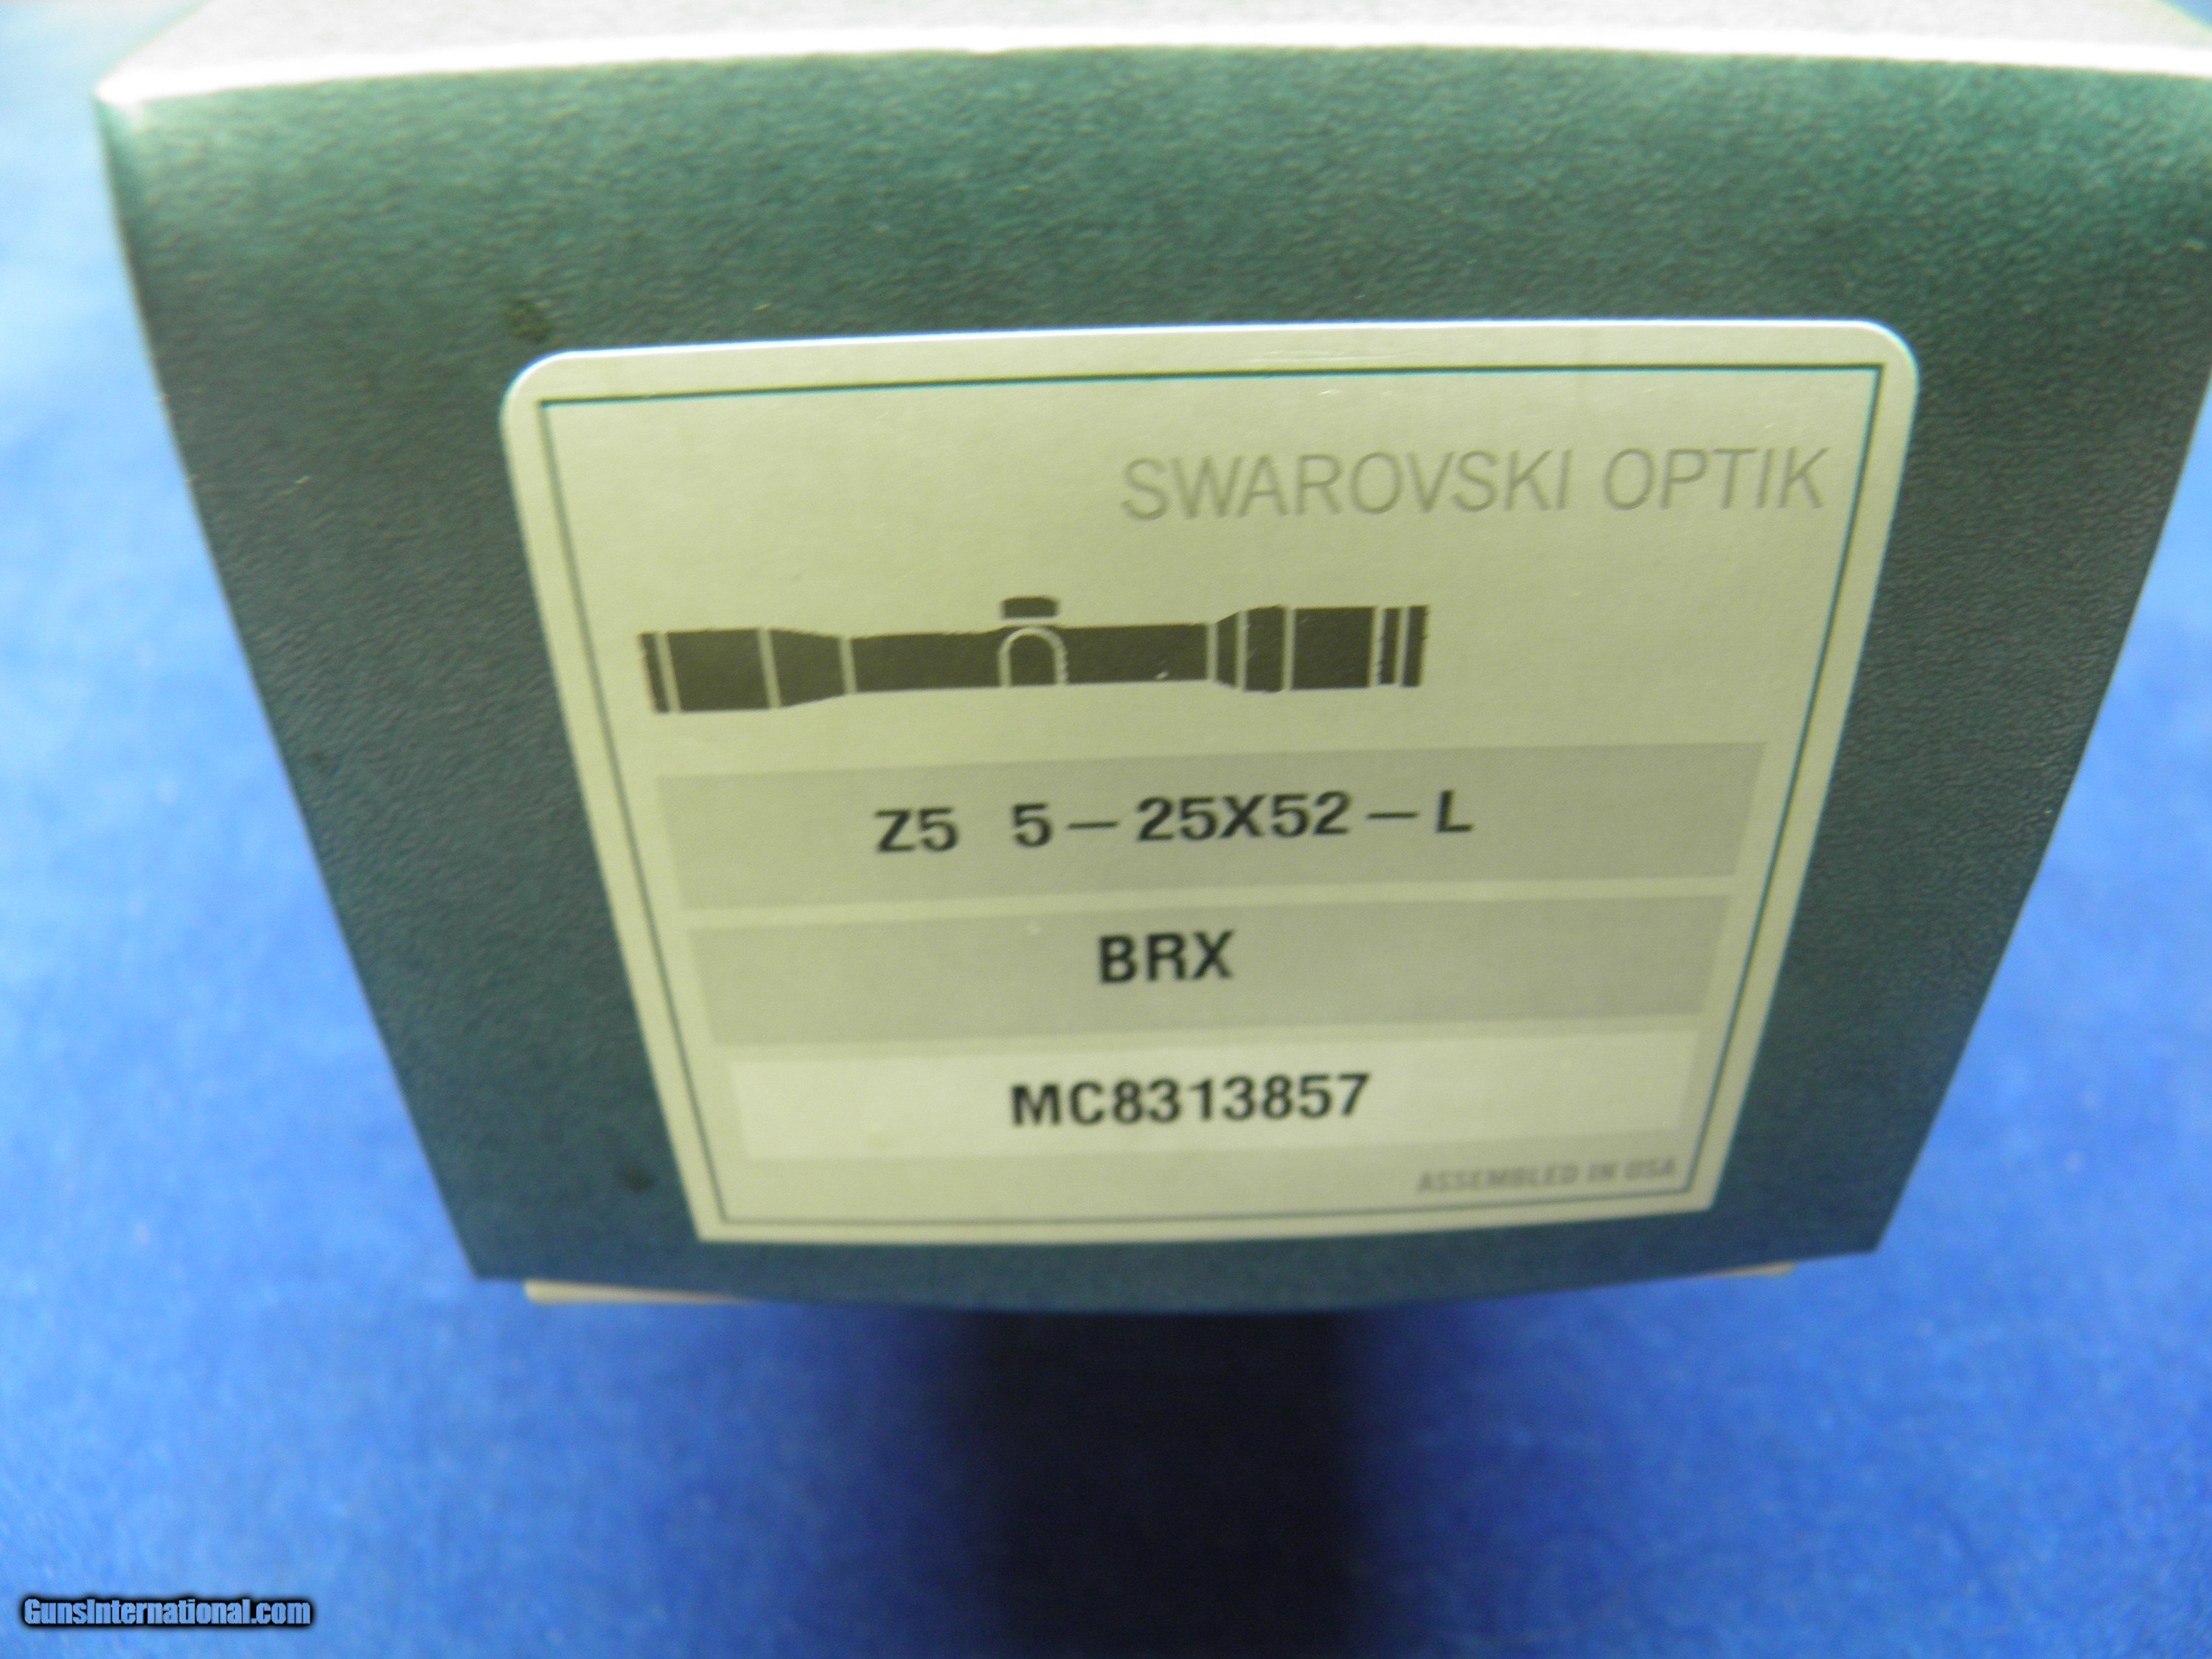 SWAROVSKI OPTIK
Z5 5-25X52-L
BRX
MC8313857
ASSEMBLED IN USA
GunsInternational.com